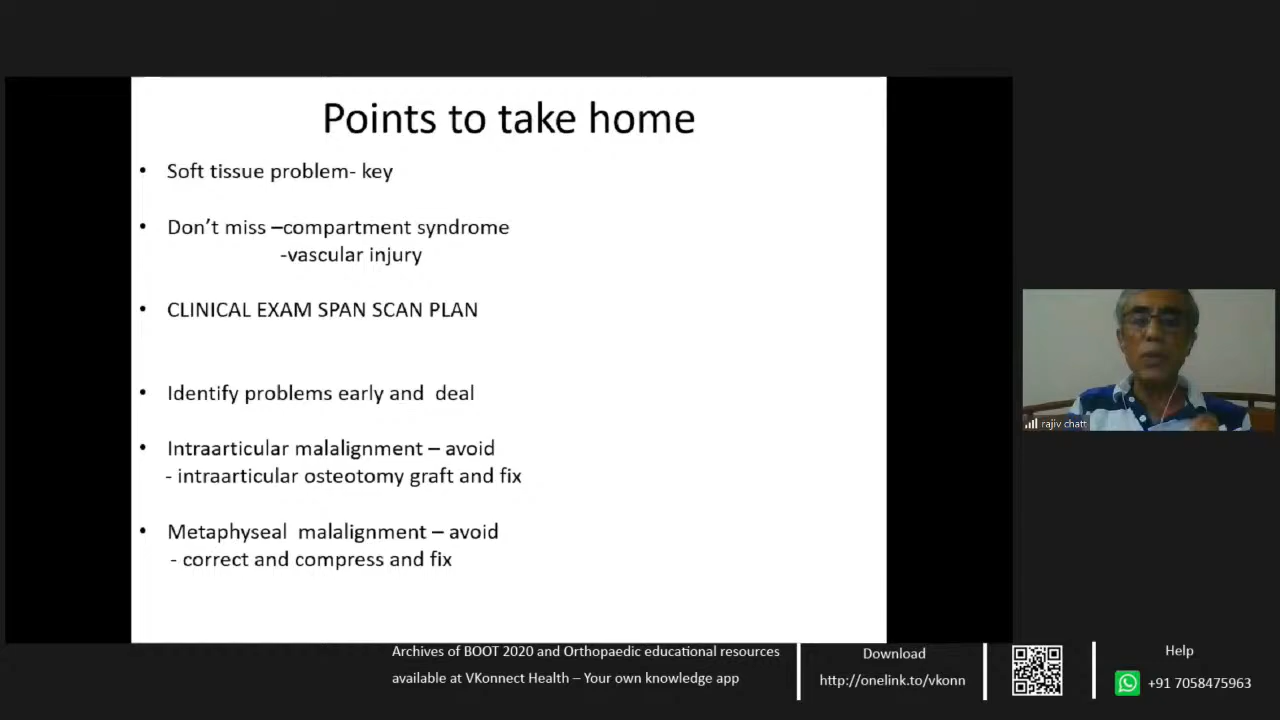 Points to take home
• Soft tissue problem- key
• Don’t miss –compartment syndrome
-vascular injury
• CLINICAL EXAM SPAN SCAN PLAN
• Identify problems early and  deal
• Intraarticular malalignment – avoid
- intraarticular osteotomy graft and fix
• Metaphyseal  malalignment – avoid
- correct and compress and fix
rajiv chatt
Archives of BOOT 2020 and Orthopaedic educational resources
available at VKonnect Health – Your own knowledge app
Download
http://onelink.to/vkonn
Help
+91 7058475963